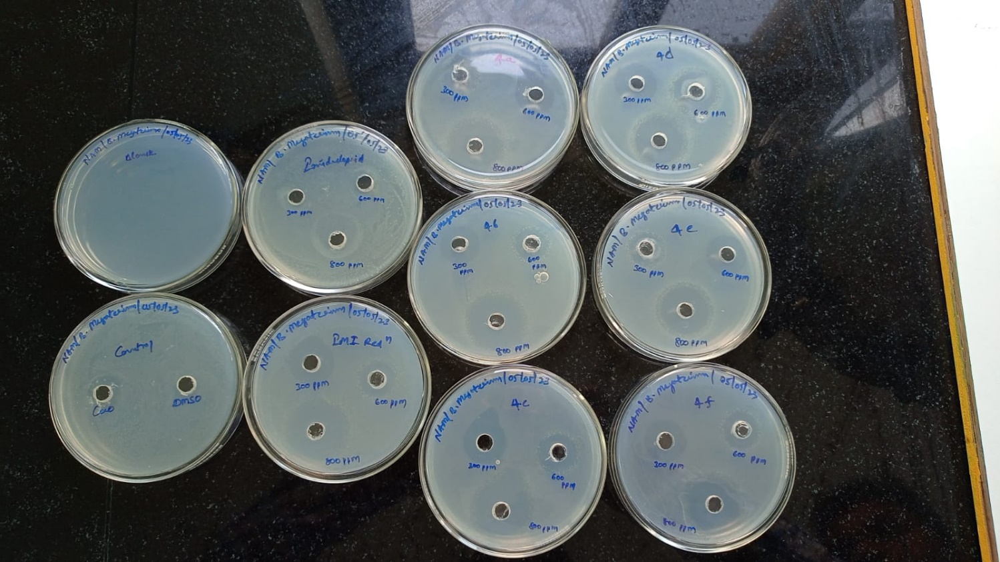 NAM/B. Megaterium/05/05/23
Blank
NAM/B. Megaterium/05/05/23
300 ppm
600 ppm
800 ppm
NAM/B. Megaterium/05/05/23
300 ppm
600 ppm
800 ppm
NAM/B. Megaterium/05/05/23
4d
300 ppm
600 ppm
800 ppm
NAM/B. Megaterium/05/05/23
4b
300
ppm
600
ppm
800 ppm
NAM/B. Megaterium/05/05/23
4e
300 ppm
600 ppm
800 ppm
NAM/B. Megaterium/05/05/23
Control
DMSO
NAM/B. Megaterium/05/05/23
IMI Redn
300 ppm
600 ppm
800 ppm
NAM/B. Megaterium/05/05/23
4c
300 ppm
600
ppm
800 ppm
NAM/B. Megaterium/05/05/23
4f
300 ppm
600 ppm
800 ppm